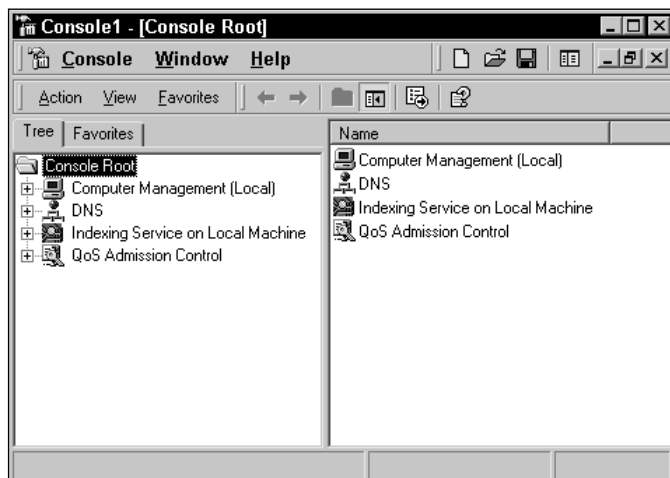 Console1 - [Console Root]
Console Window Help
Action View Favorites
Tree Favorites
Console Root
Computer Management (Local)
DNS
Indexing Service on Local Machine
QoS Admission Control
Name
Computer Management (Local)
DNS
Indexing Service on Local Machine
QoS Admission Control